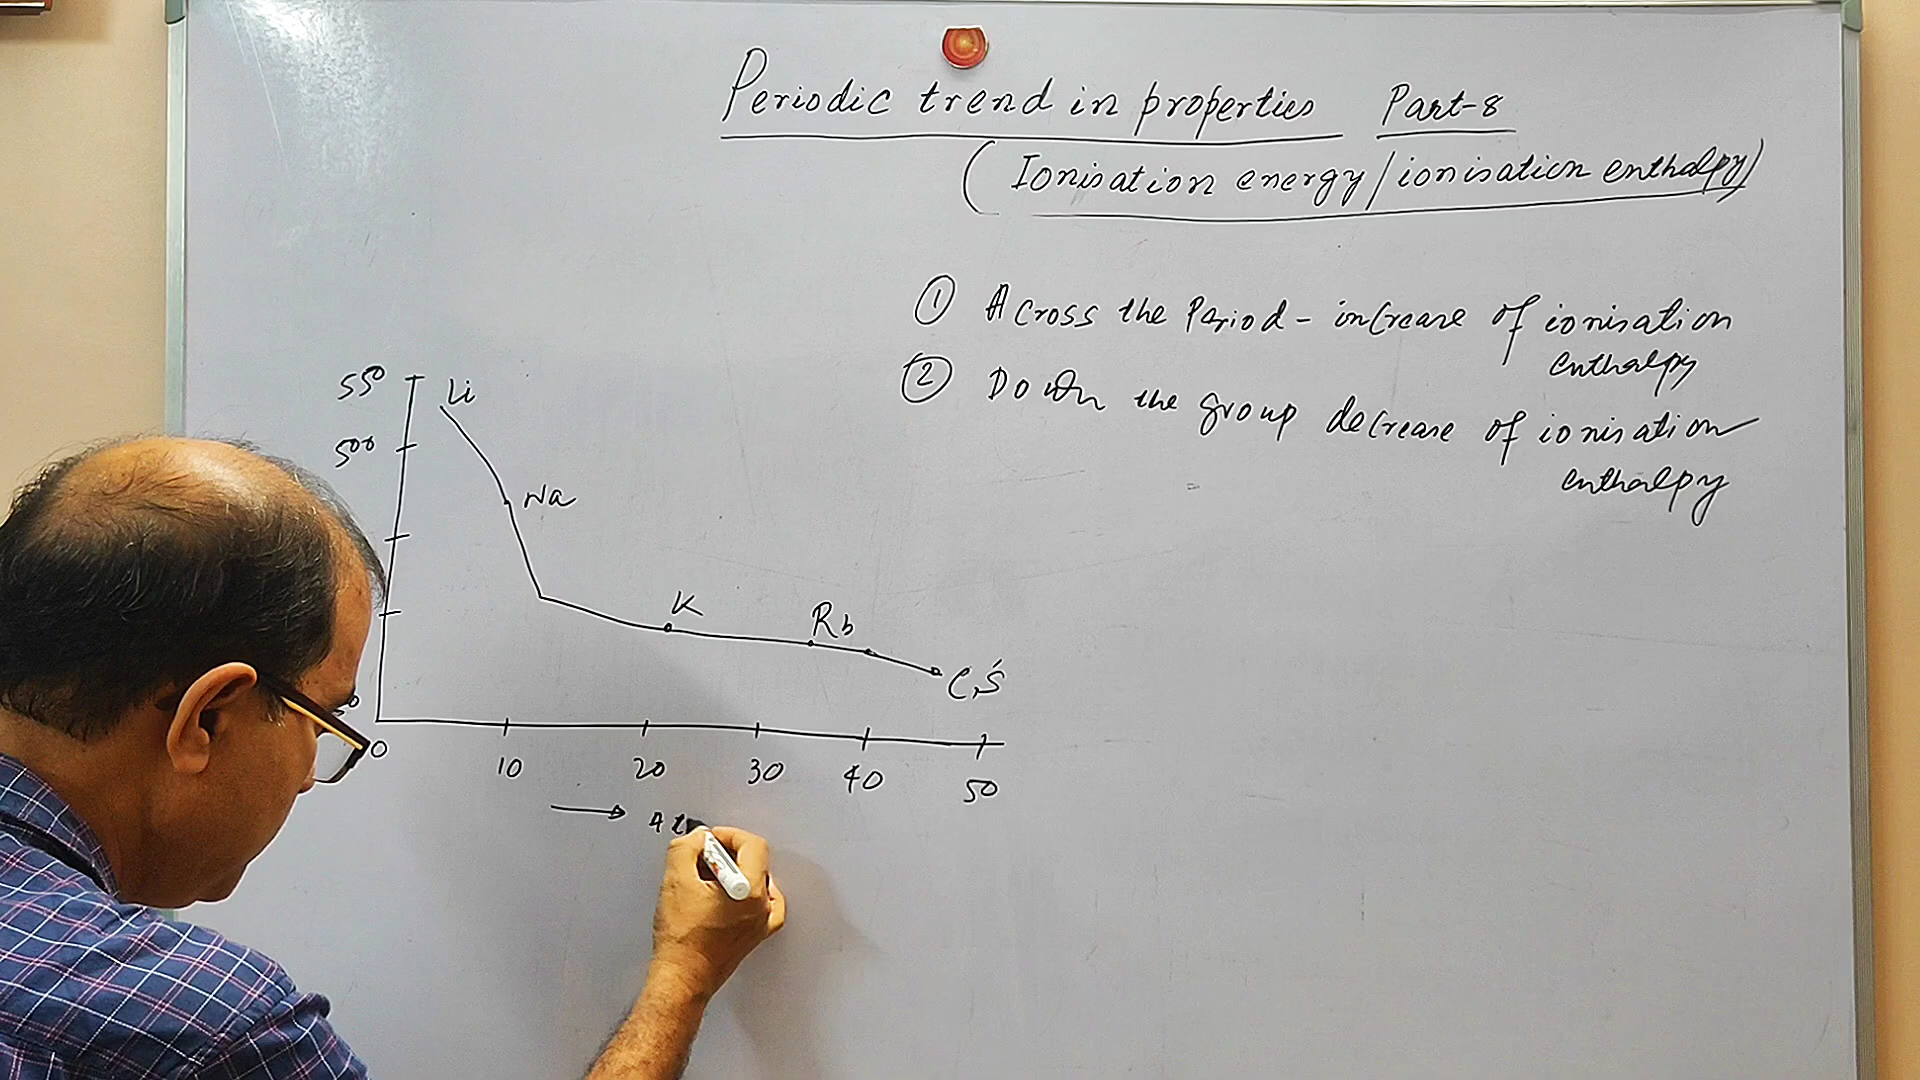 Periodic trend in properties Part-8
(Ionisation energy/ionisation enthalpy)
① Across the Period - increase of ionisation
enthalpy
② Down the group decrease of ionisation
enthalpy
550
Li
500
Na
K
Rb
Cs
0
10 20 30 40 50
At